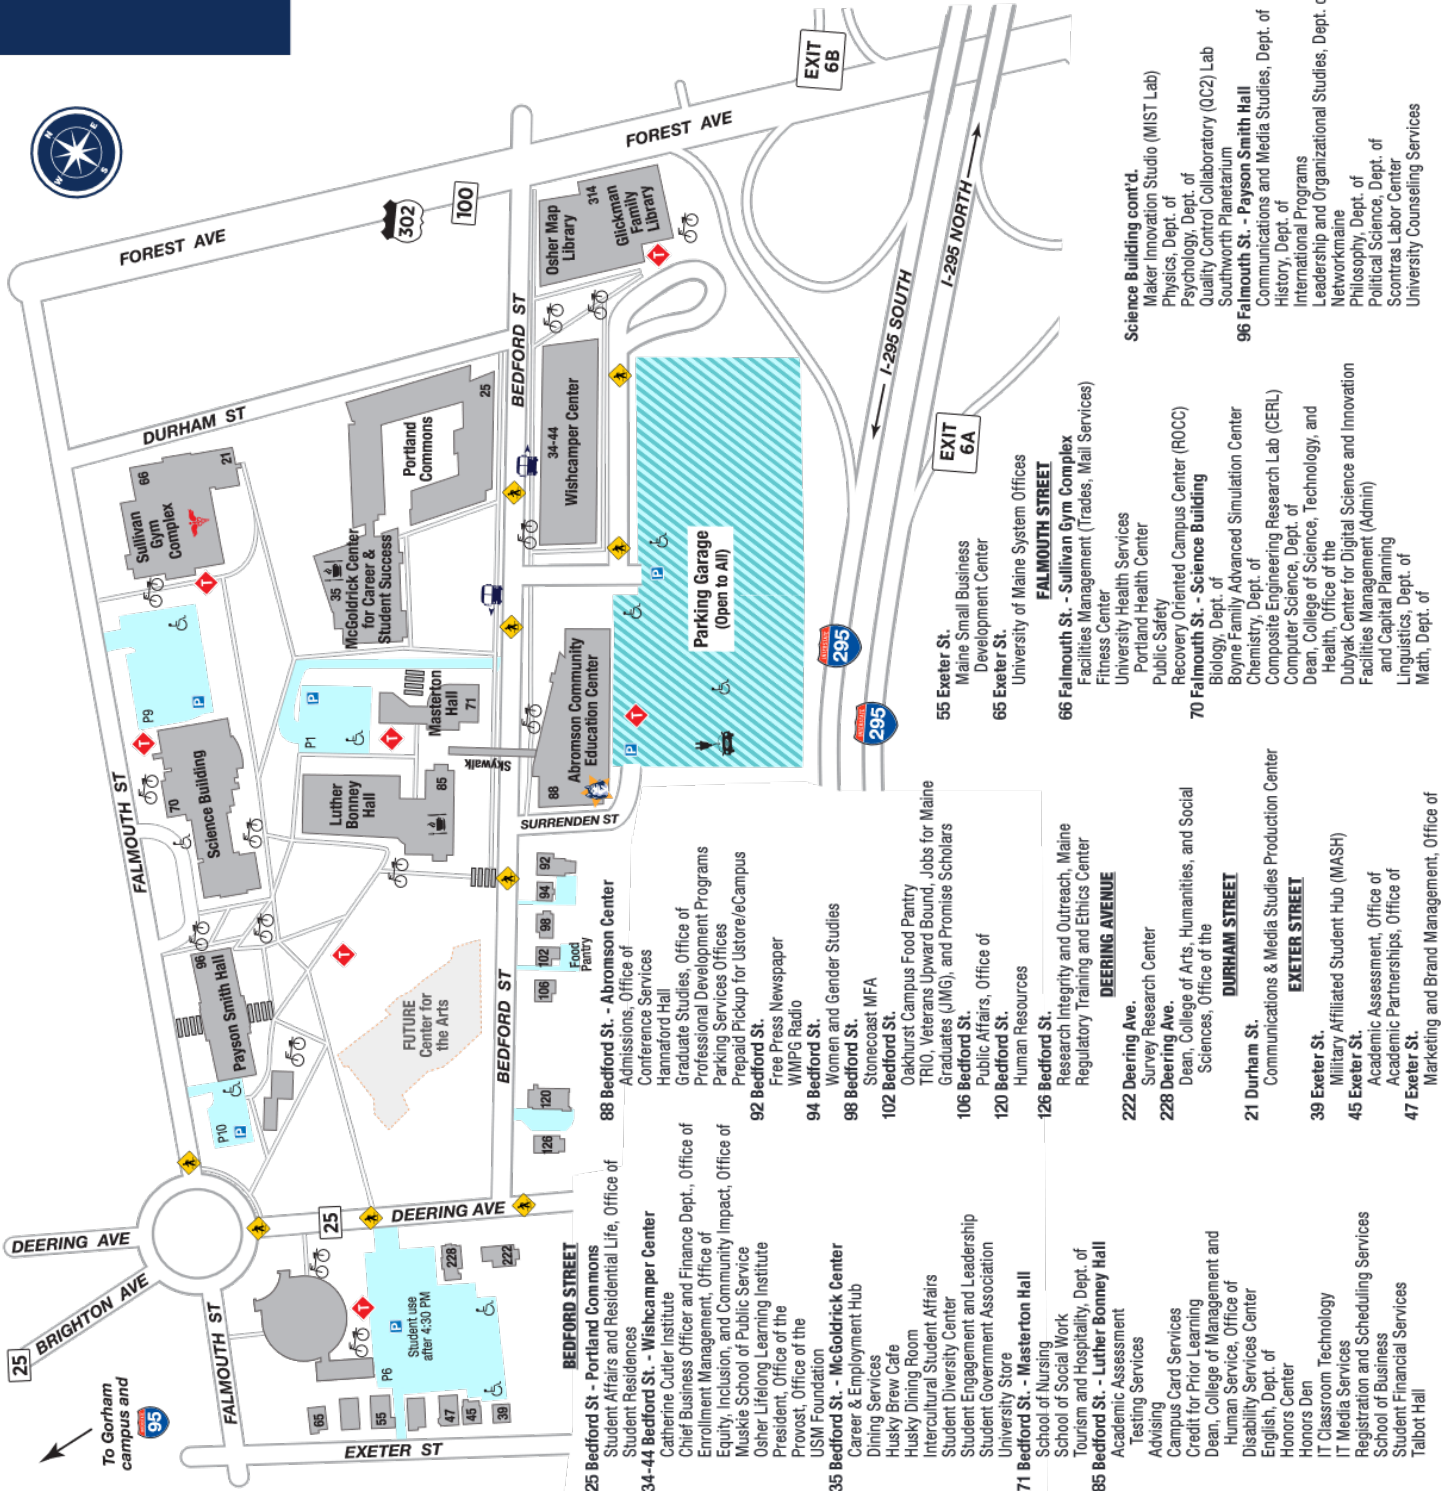 N
E
S
W
EXIT
6B
FOREST AVE
FOREST AVE
302
100
Osher Map
Library
314
Glickman
Family
Library
BEDFORD ST
DURHAM ST
25
Portland
Commons
34-44
Wishcamper Center
66
21
Sullivan
Gym
Complex
35
McGoldrick Center
for Career &
Student Success
Parking Garage
(Open to All)
I-295 SOUTH
I-295 NORTH
EXIT
6A
295
295
P9
P
P1
P
Masterton
Hall
71
Skywalk
88
Abromson Community
Education Center
P
P
SURRENDEN ST
FALMOUTH ST
70
Science Building
Luther
Bonney
Hall
85
T
T
T
T
T
T
T
92
94
98
102
106
Food
Pantry
96
Payson Smith Hall
FUTURE
Center for
the Arts
BEDFORD ST
120
126
P10
P
DEERING AVE
25
DEERING AVE
BRIGHTON AVE
25
FALMOUTH ST
To Gorham
campus and
95
P
Student use
after 4:30 PM
P6
228
222
65
55
47
45
39
EXETER ST
BEDFORD STREET
25 Bedford St - Portland Commons
Student Affairs and Residential Life, Office of
Student Residences
34-44 Bedford St. - Wishcamper Center
Catherine Cutler Institute
Chief Business Officer and Finance Dept., Office of
Enrollment Management, Office of
Equity, Inclusion, and Community Impact, Office of
Muskie School of Public Service
Osher Lifelong Learning Institute
President, Office of the
Provost, Office of the
USM Foundation
35 Bedford St. - McGoldrick Center
Career & Employment Hub
Dining Services
Husky Brew Cafe
Husky Dining Room
Intercultural Student Affairs
Student Diversity Center
Student Engagement and Leadership
Student Government Association
University Store
71 Bedford St. - Masterton Hall
School of Nursing
School of Social Work
Tourism and Hospitality, Dept. of
85 Bedford St. - Luther Bonney Hall
Academic Assessment
Testing Services
Advising
Campus Card Services
Credit for Prior Learning
Dean, College of Management and
Human Service, Office of
Disability Services Center
English, Dept. of
Honors Center
Honors Den
IT Classroom Technology
IT Media Services
Registration and Scheduling Services
School of Business
Student Financial Services
Talbot Hall
88 Bedford St. - Abromson Center
Admissions, Office of
Conference Services
Hannaford Hall
Graduate Studies, Office of
Professional Development Programs
Parking Services Offices
Prepaid Pickup for Ustore/eCampus
92 Bedford St.
Free Press Newspaper
WMPG Radio
94 Bedford St.
Women and Gender Studies
98 Bedford St.
Stonecoast MFA
102 Bedford St.
Oakhurst Campus Food Pantry
TRIO, Veterans Upward Bound, Jobs for Maine
Graduates (JMG), and Promise Scholars
106 Bedford St.
Public Affairs, Office of
120 Bedford St.
Human Resources
126 Bedford St.
Research Integrity and Outreach, Maine
Regulatory Training and Ethics Center
DEERING AVENUE
222 Deering Ave.
Survey Research Center
228 Deering Ave.
Dean, College of Arts, Humanities, and Social
Sciences, Office of the
DURHAM STREET
21 Durham St.
Communications & Media Studies Production Center
EXETER STREET
39 Exeter St.
Military Affiliated Student Hub (MASH)
45 Exeter St.
Academic Assessment, Office of
Academic Partnerships, Office of
47 Exeter St.
Marketing and Brand Management, Office of
55 Exeter St.
Maine Small Business
Development Center
65 Exeter St.
University of Maine System Offices
FALMOUTH STREET
66 Falmouth St. - Sullivan Gym Complex
Facilities Management (Trades, Mail Services)
Fitness Center
University Health Services
Portland Health Center
Public Safety
Recovery Oriented Campus Center (ROCC)
70 Falmouth St. - Science Building
Biology, Dept. of
Boyne Family Advanced Simulation Center
Chemistry, Dept. of
Composite Engineering Research Lab (CERL)
Computer Science, Dept. of
Dean, College of Science, Technology, and
Health, Office of the
Dubyak Center for Digital Science and Innovation
Facilities Management (Admin)
and Capital Planning
Linguistics, Dept. of
Math, Dept. of
Science Building cont'd.
Maker Innovation Studio (MIST Lab)
Physics, Dept. of
Psychology, Dept. of
Quality Control Collaboratory (QC2) Lab
Southworth Planetarium
96 Falmouth St. - Payson Smith Hall
Communications and Media Studies, Dept. of
History, Dept. of
International Programs
Leadership and Organizational Studies, Dept.
Networkmaine
Philosophy, Dept. of
Political Science, Dept. of
Scontras Labor Center
University Counseling Services